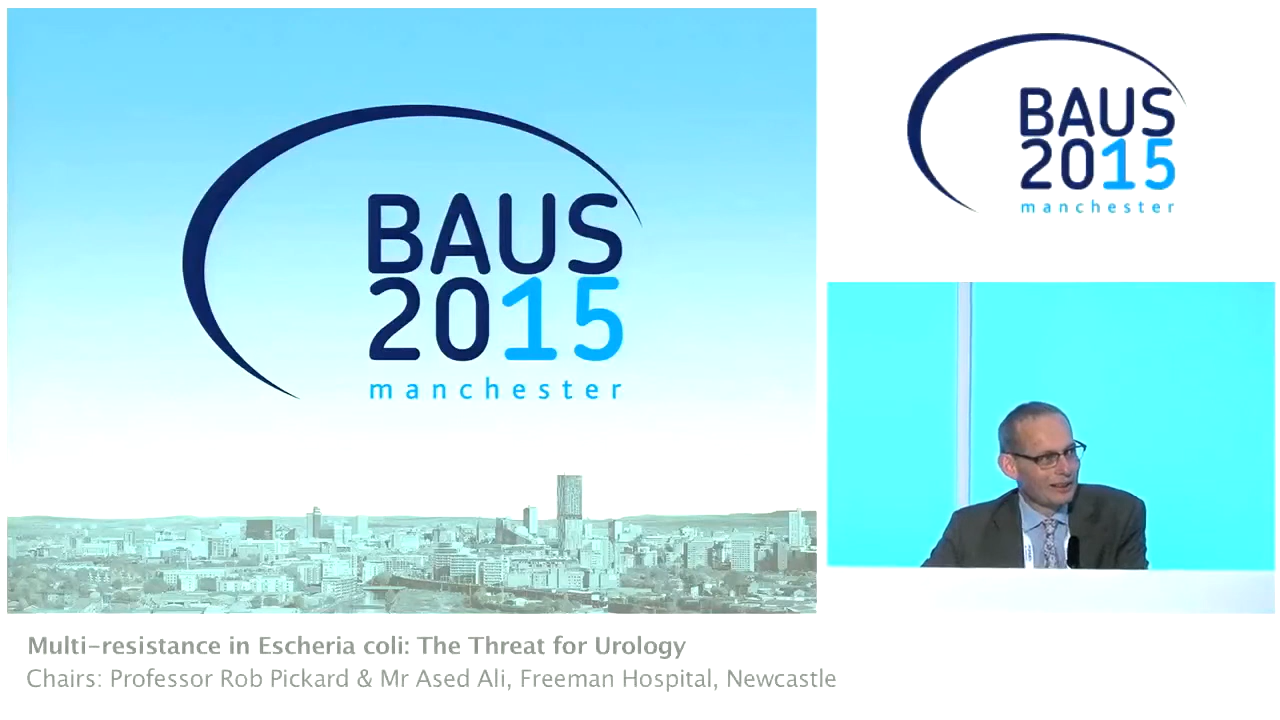 BAUS
2015
manchester
BAUS
2015
manchester
Multi-resistance in Escheria coli: The Threat for Urology
Chairs: Professor Rob Pickard & Mr Ased Ali, Freeman Hospital, Newcastle